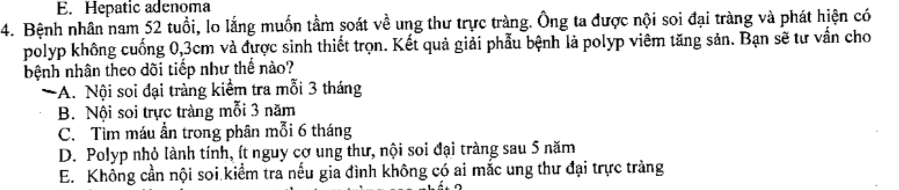 E. Hepatic adenoma
4. Bệnh nhân nam 52 tuổi, lo lắng muốn tầm soát về ung thư trực tràng. Ông ta được nội soi đại tràng và phát hiện có
polyp không cuống 0,3cm và được sinh thiết trọn. Kết quả giải phẫu bệnh là polyp viêm tăng sản. Bạn sẽ tư vấn cho
bệnh nhân theo dõi tiếp như thế nào?
A. Nội soi đại tràng kiểm tra mỗi 3 tháng
B. Nội soi trực tràng mỗi 3 năm
C. Tìm máu ẩn trong phân mỗi 6 tháng
D. Polyp nhỏ lành tính, ít nguy cơ ung thư, nội soi đại tràng sau 5 năm
E. Không cần nội soi kiểm tra nếu gia đình không có ai mắc ung thư đại trực tràng